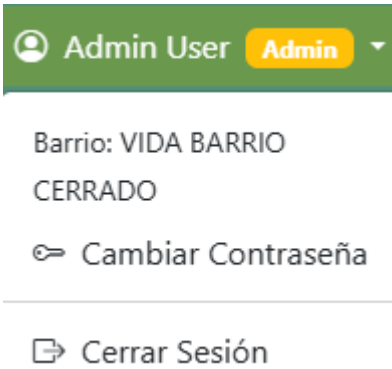 Admin User Admin
Barrio: VIDA BARRIO
CERRADO
Cambiar Contraseña
Cerrar Sesión